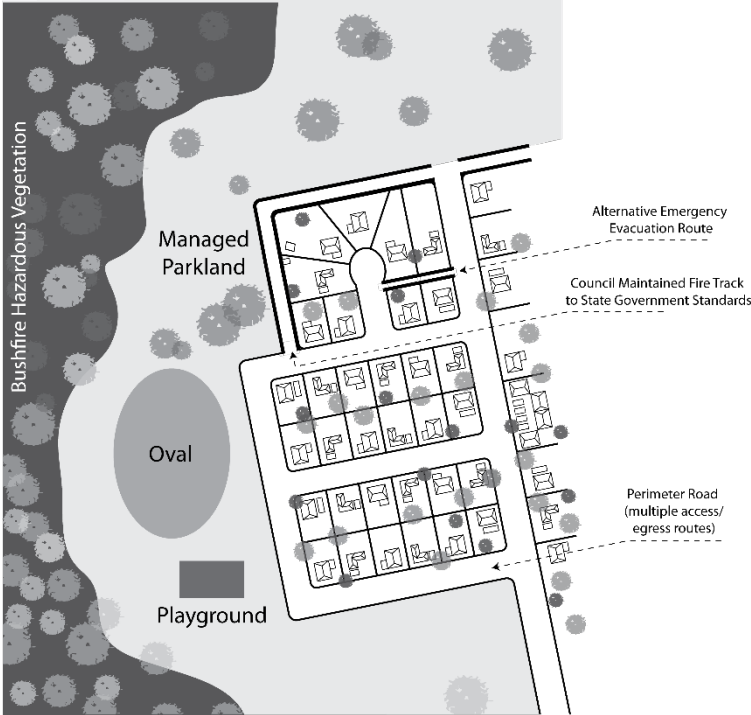 Bushfire Hazardous Vegetation
Managed
Parkland
Oval
Playground
Alternative Emergency
Evacuation Route
Council Maintained Fire Track
to State Government Standards
Perimeter Road
(multiple access/
egress routes)